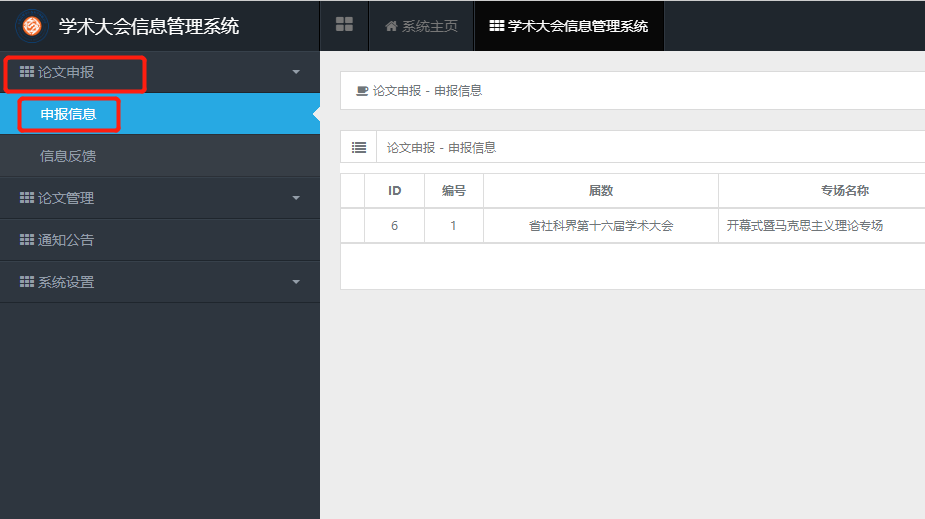 学术大会信息管理系统
系统主页
学术大会信息管理系统
论文申报
申报信息
信息反馈
论文管理
通知公告
系统设置
论文申报 - 申报信息
论文申报 - 申报信息
ID 编号 届数 专场名称
6 1 省社科界第十六届学术大会 开幕式暨马克思主义理论专场